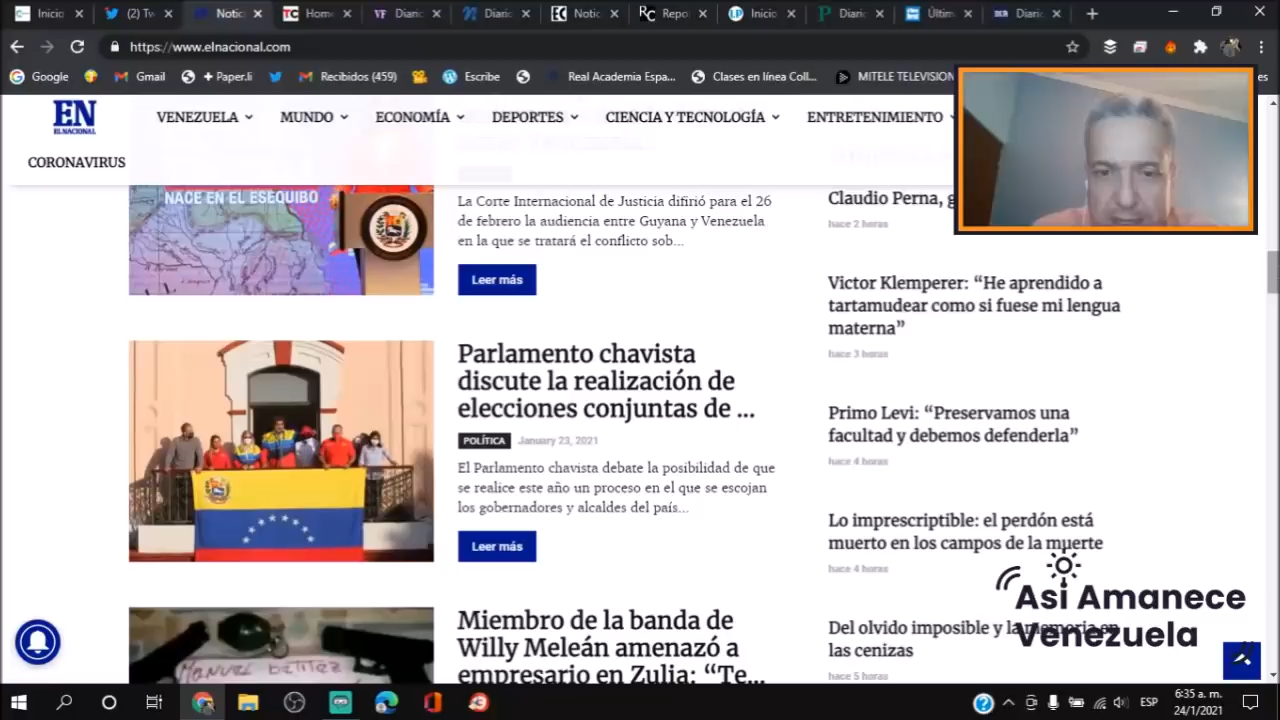 (2) Tw
Notici
Home
Diaric
Diaric
Notic
Repo
Inicio
Diaric
Últim
Diaric
https://www.elnacional.com
Google
Gmail
+ Paper.li
Recibidos (459)
Escribe
Real Academia Espa...
Clases en línea Coll...
MITELE TELEVISION
EN
EL NACIONAL
VENEZUELA
MUNDO
ECONOMÍA
DEPORTES
CIENCIA Y TECNOLOGÍA
ENTRETENIMIENTO
CORONAVIRUS
NACE EN EL ESEQUIBO
La Corte Internacional de Justicia difirió para el 26
de febrero la audiencia entre Guyana y Venezuela
en la que se tratará el conflicto sob...
Leer más
Parlamento chavista
discute la realización de
elecciones conjuntas de ...
POLÍTICA January 23, 2021
El Parlamento chavista debate la posibilidad de que
se realice este año un proceso en el que se escojan
los gobernadores y alcaldes del país...
Leer más
Miembro de la banda de
Willy Meleán amenazó a
empresario en Zulia: “Te...
Claudio Perna, g
hace 2 horas
Victor Klemperer: “He aprendido a
tartamudear como si fuese mi lengua
materna”
hace 3 horas
Primo Levi: “Preservamos una
facultad y debemos defenderla”
hace 4 horas
Lo imprescriptible: el perdón está
muerto en los campos de la muerte
hace 4 horas
Del olvido imposible y la memoria en
las cenizas
hace 5 horas
Asi Amanece
Venezuela
ESP
6:35 a. m.
24/1/2021